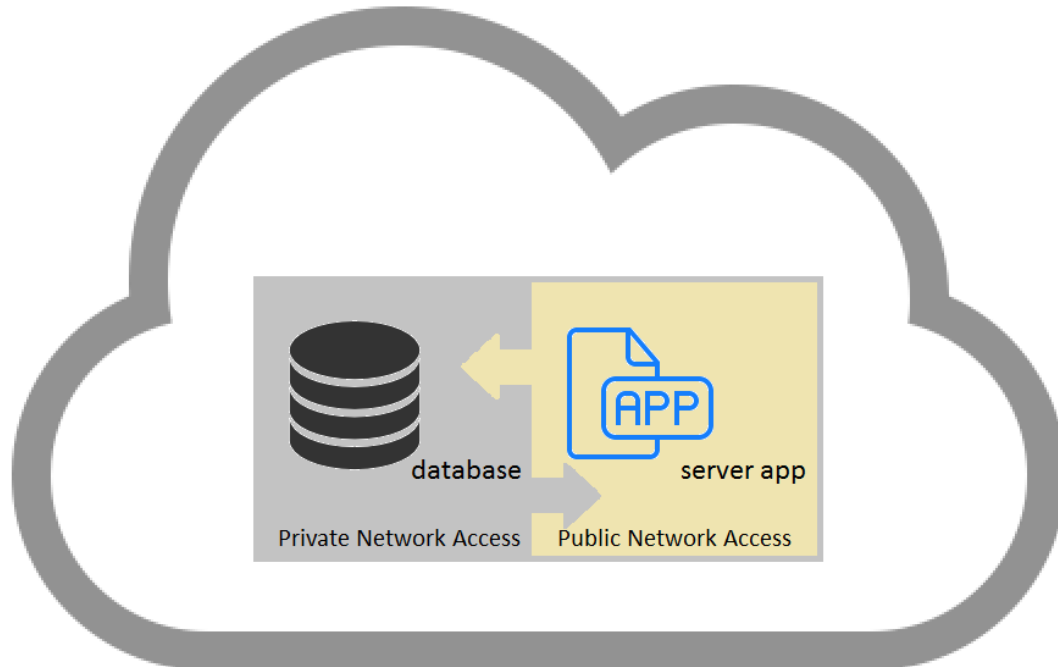 APP
database
server app
Private Network Access
Public Network Access